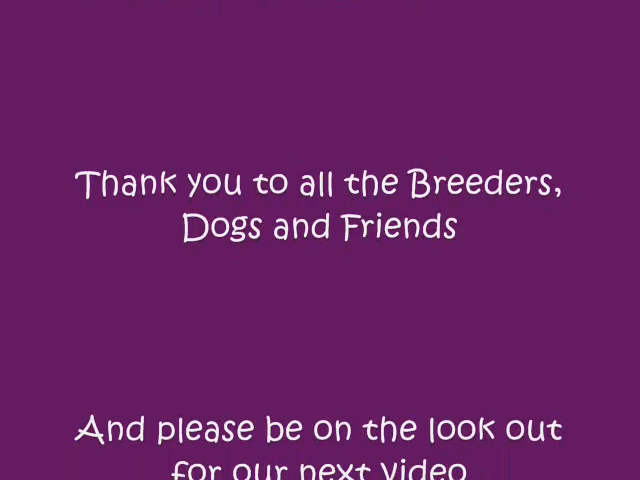 Thank you to all the Breeders,
Dogs and Friends
And please be on the look out
for our next video